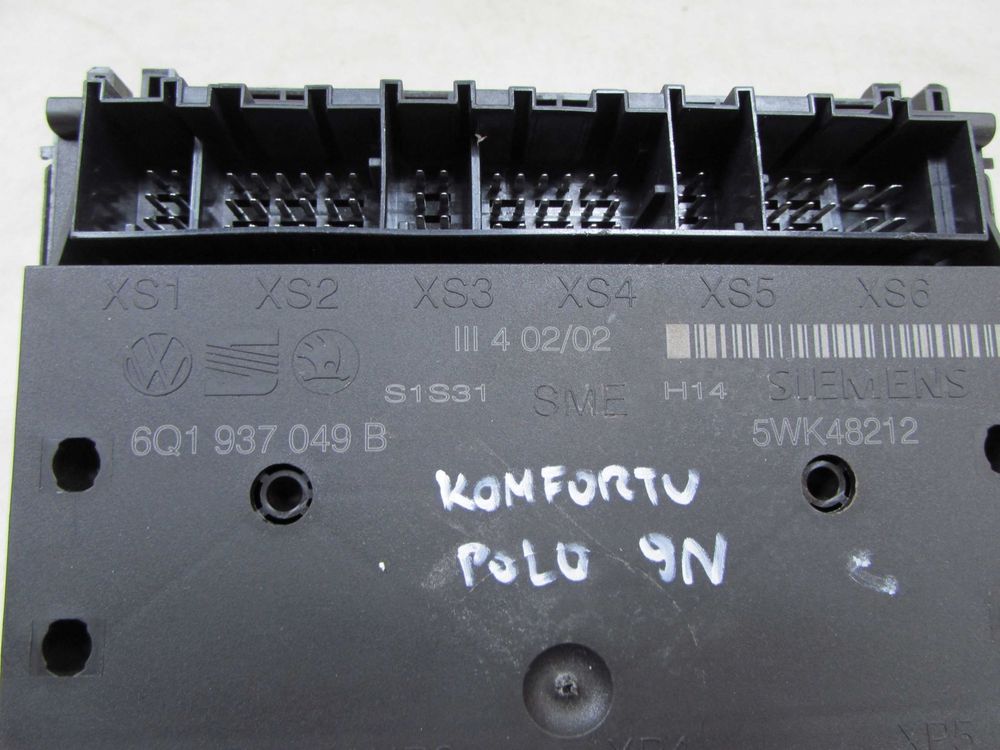 XS1 XS2 XS3 XS4 XS5 XS6
III 4 02/02
S1S31 SME H14 SIEMENS
6Q1 937 049 B 5WK48212
KOMFORTU
POLO 9N
XP5